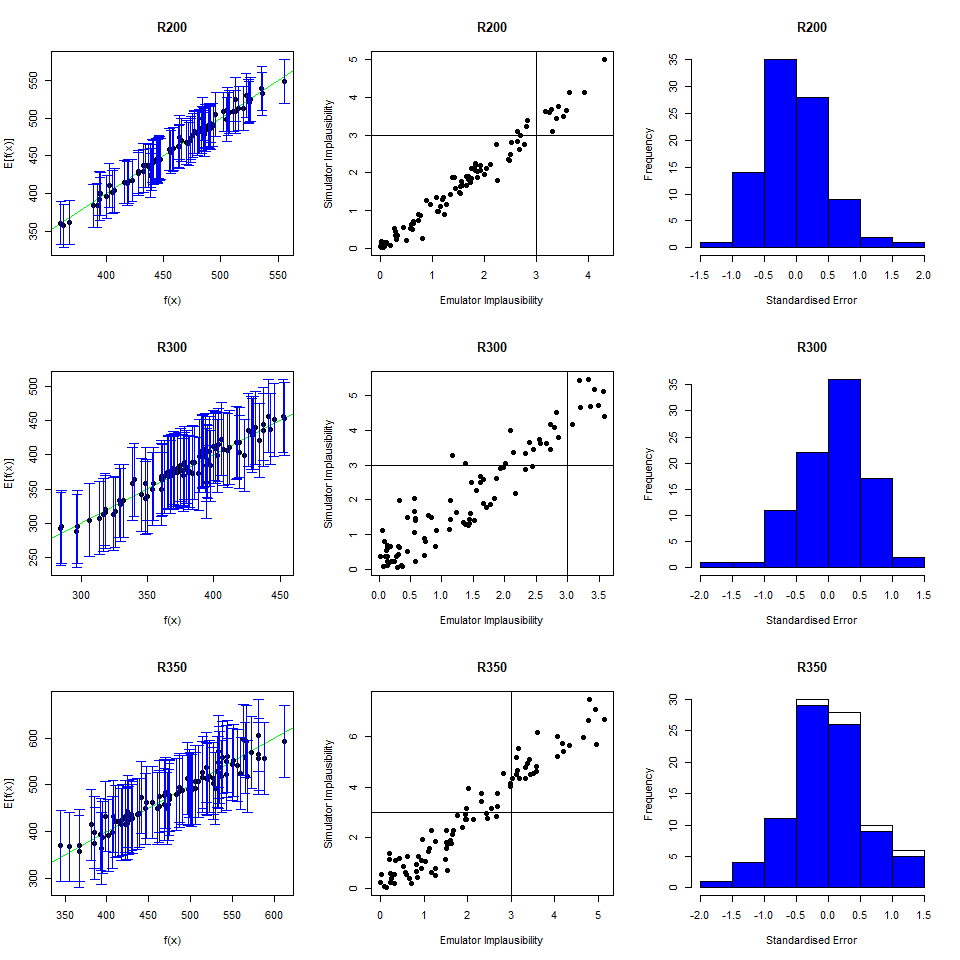 R200
E[f(x)]
350 400 450 500 550
400 450 500 550
f(x)
R200
Simulator Implausibility
0 1 2 3 4 5
0 1 2 3 4
Emulator Implausibility
R200
Frequency
0 5 10 15 20 25 30 35
-1.5 -1.0 -0.5 0.0 0.5 1.0 1.5 2.0
Standardised Error
R300
E[f(x)]
250 300 350 400 450 500
300 350 400 450
f(x)
R300
Simulator Implausibility
0 1 2 3 4 5
0.0 0.5 1.0 1.5 2.0 2.5 3.0 3.5
Emulator Implausibility
R300
Frequency
0 5 15 25 35
-2.0 -1.5 -1.0 -0.5 0.0 0.5 1.0 1.5
Standardised Error
R350
E[f(x)]
300 400 500 600
350 400 450 500 550 600
f(x)
R350
Simulator Implausibility
0 2 4 6
0 1 2 3 4 5
Emulator Implausibility
R350
Frequency
0 5 10 15 20 25 30
-2.0 -1.5 -1.0 -0.5 0.0 0.5 1.0 1.5
Standardised Error